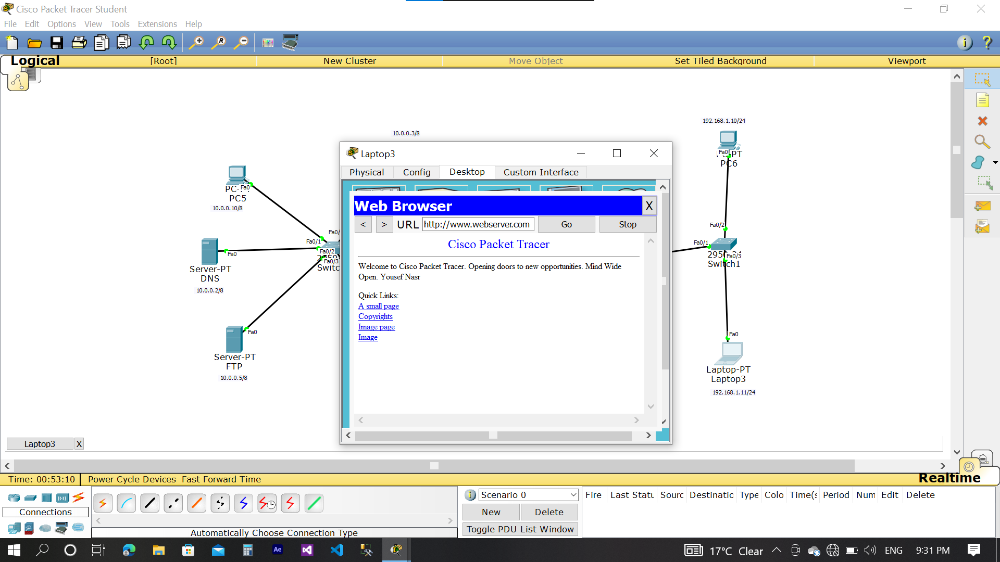 Cisco Packet Tracer Student
File Edit Options View Tools Extensions Help
Logical [Root] New Cluster Move Object Set Tiled Background Viewport
192.168.1.10/24
10.0.0.3/8
Laptop3
Physical Config Desktop Custom Interface
Web Browser X
< > URL http://www.webserver.com Go Stop
Cisco Packet Tracer
Welcome to Cisco Packet Tracer. Opening doors to new opportunities. Mind Wide
Open. Yousef Nasr
Quick Links:
A small page
Copyrights
Image page
Image
Fa0
PC5
10.0.0.10/8
Fa0/1
Fa0/2
Fa0/3
Fa0
Server-PT
DNS
10.0.0.2/8
Fa0
Server-PT
FTP
10.0.0.5/8
Fa0
PC6
Fa0/2
Fa0/1
Fa0/3
Switch1
Fa0
Laptop-PT
Laptop3
192.168.1.11/24
Laptop3 X
Time: 00:53:10 Power Cycle Devices Fast Forward Time Realtime
Connections
Automatically Choose Connection Type
Scenario 0
New Delete
Toggle PDU List Window
Fire Last Statu Sourc Destinatio Type Colo Time(s Period Num Edit Delete
Ae 17°C Clear ENG 9:31 PM